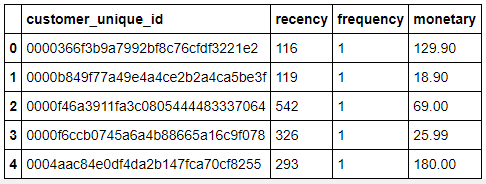 customer_unique_id recency frequency monetary
0 0000366f3b9a7992bf8c76cfdf3221e2 116 1 129.90
1 0000b849f77a49e4a4ce2b2a4ca5be3f 119 1 18.90
2 0000f46a3911fa3c0805444483337064 542 1 69.00
3 0000f6ccb0745a6a4b88665a16c9f078 326 1 25.99
4 0004aac84e0df4da2b147fca70cf8255 293 1 180.00